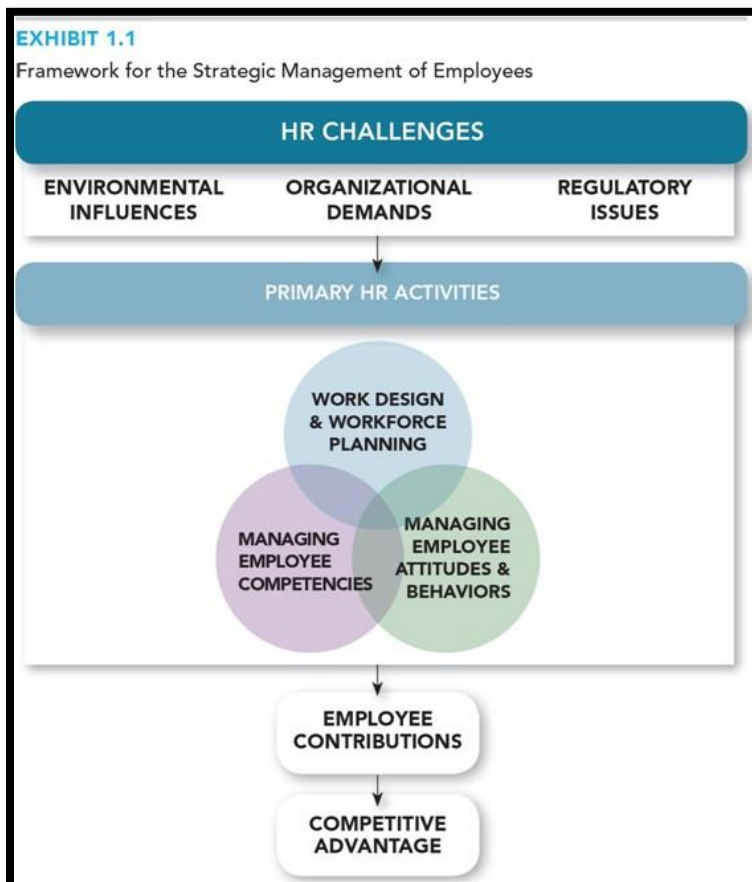 EXHIBIT 1.1
Framework for the Strategic Management of Employees
HR CHALLENGES
ENVIRONMENTAL
INFLUENCES
ORGANIZATIONAL
DEMANDS
REGULATORY
ISSUES
PRIMARY HR ACTIVITIES
WORK DESIGN
& WORKFORCE
PLANNING
MANAGING
EMPLOYEE
COMPETENCIES
MANAGING
EMPLOYEE
ATTITUDES &
BEHAVIORS
EMPLOYEE
CONTRIBUTIONS
COMPETITIVE
ADVANTAGE